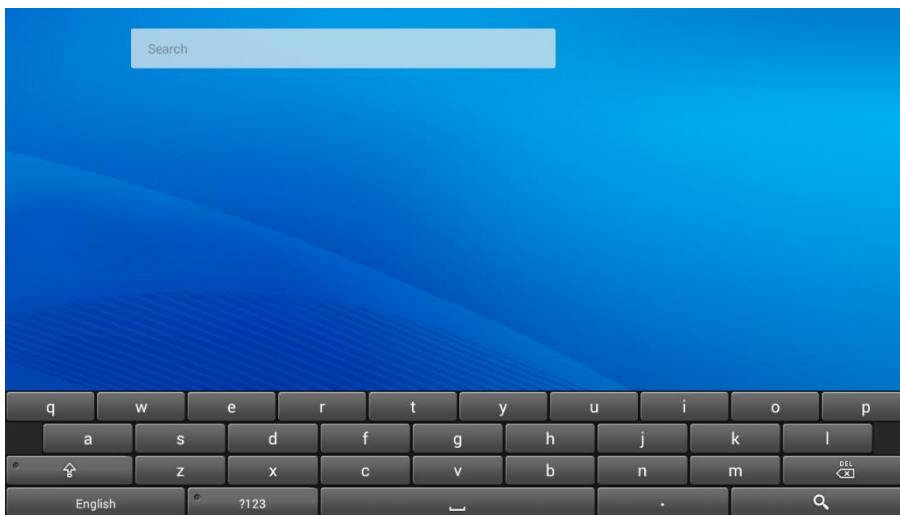 Search
q w e r t y u i o p
a s d f g h j k l
DEL
z x c v b n m
English ?123 .